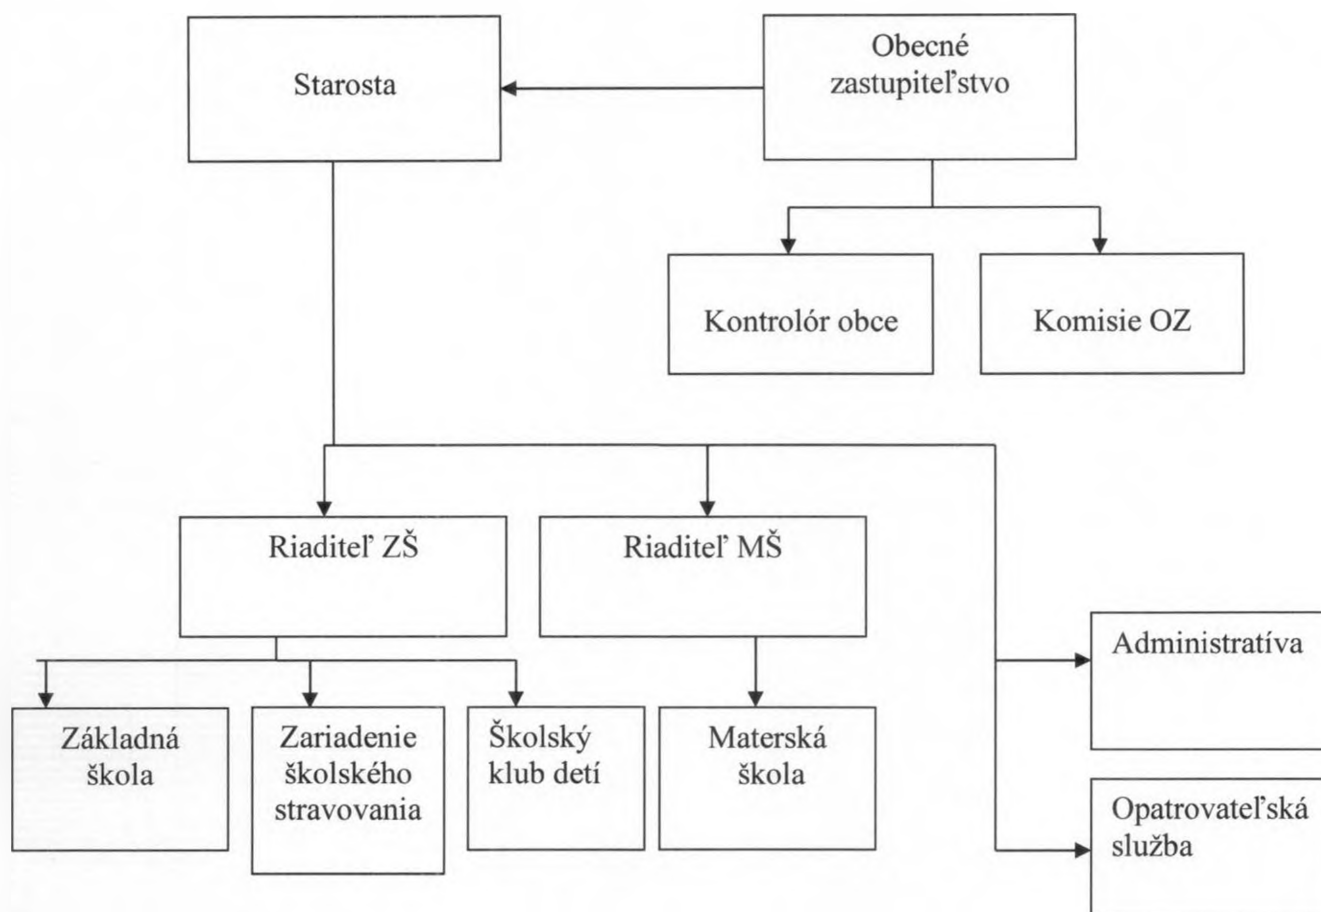 Starosta
Obecné
zastupiteľstvo
Kontrolór obce
Komisie OZ
Riaditeľ ZŠ
Riaditeľ MŠ
Administratíva
Základná
škola
Zariadenie
školského
stravovania
Školský
klub detí
Materská
škola
Opatrovateľská
služba